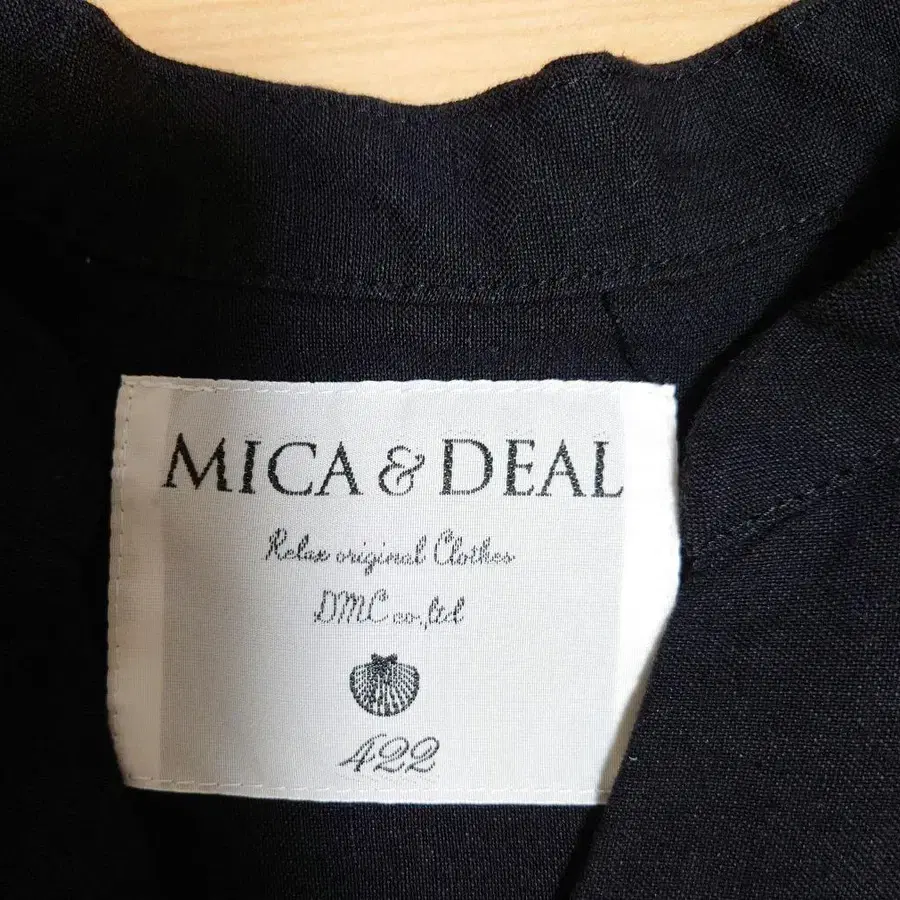 MICA & DEAL
Relax original Clothes
DMC co.,ltd
422